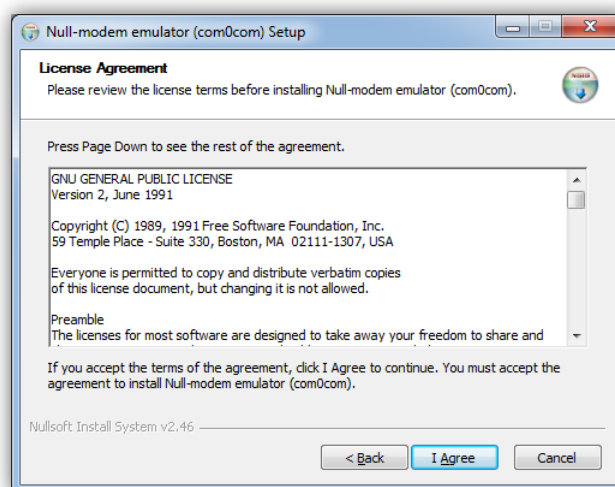 Null-modem emulator (com0com) Setup
License Agreement
Please review the license terms before installing Null-modem emulator (com0com).
Press Page Down to see the rest of the agreement.
GNU GENERAL PUBLIC LICENSE
Version 2, June 1991
Copyright (C) 1989, 1991 Free Software Foundation, Inc.
59 Temple Place - Suite 330, Boston, MA  02111-1307, USA
Everyone is permitted to copy and distribute verbatim copies
of this license document, but changing it is not allowed.
Preamble
The licenses for most software are designed to take away your freedom to share and
If you accept the terms of the agreement, click I Agree to continue. You must accept the
agreement to install Null-modem emulator (com0com).
Nullsoft Install System v2.46
< Back
I Agree
Cancel